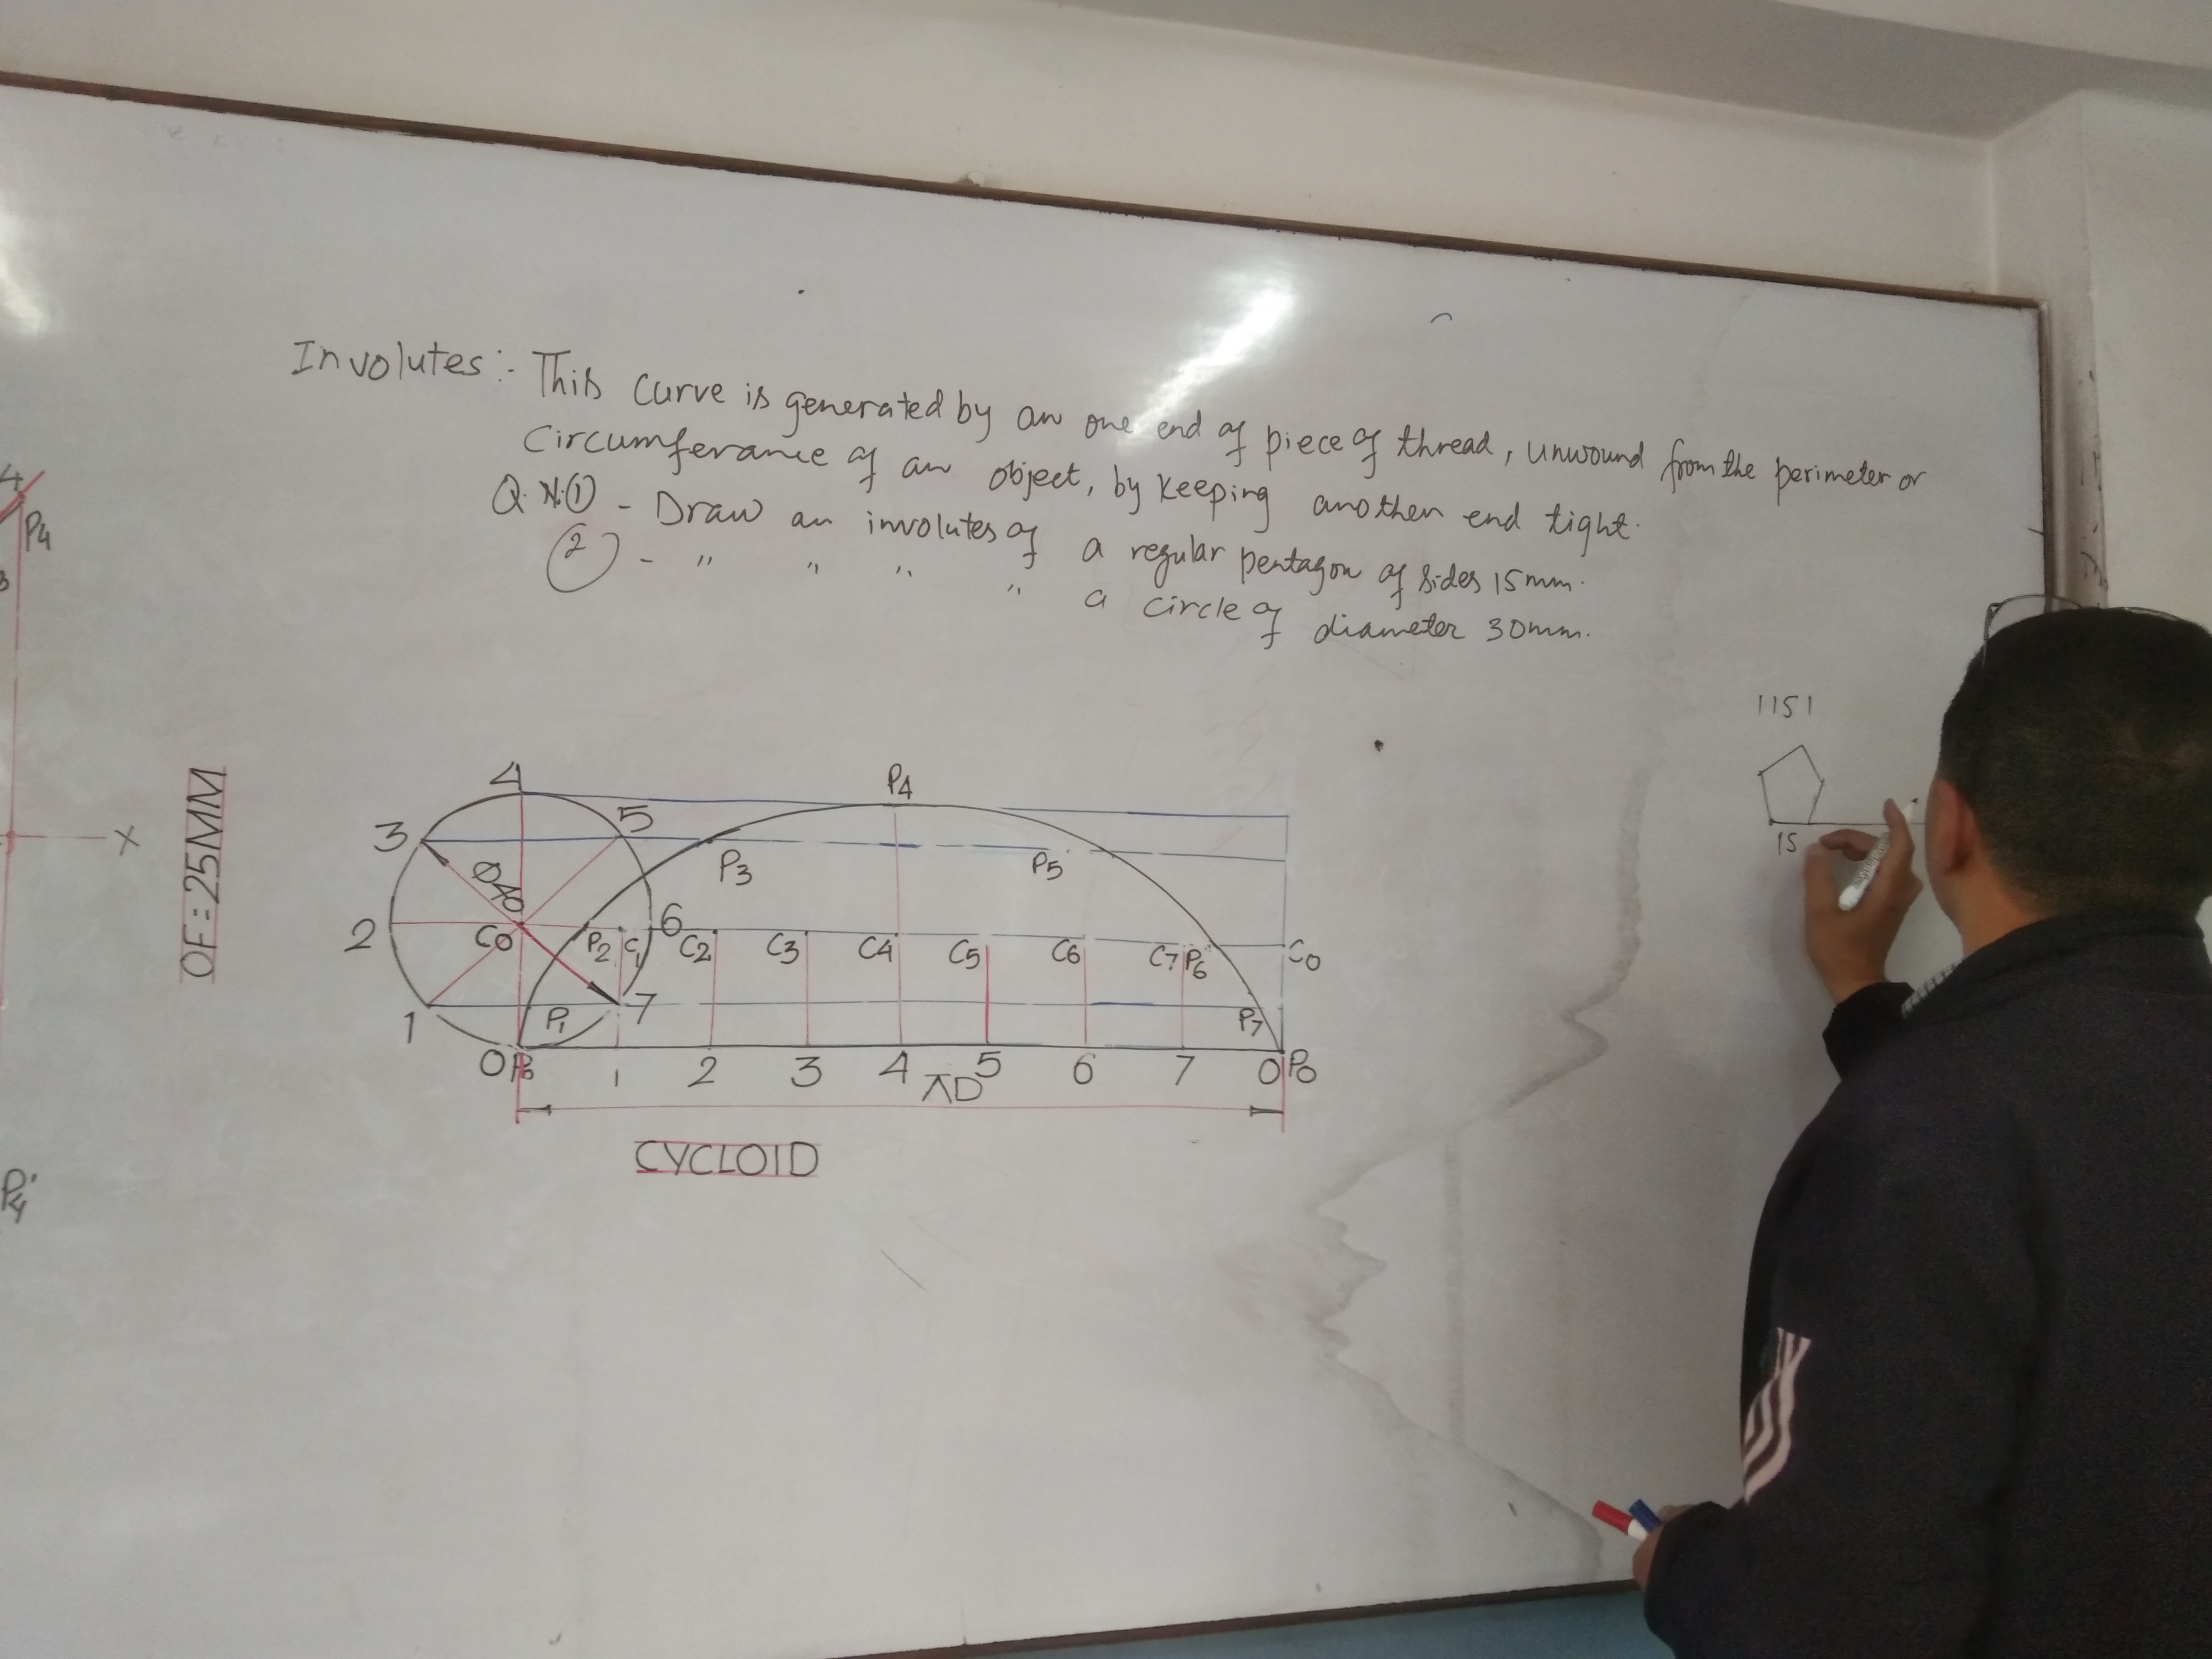 Involutes :- This curve is generated by an one end of piece of thread, unwound from the perimeter or
circumferance of an object, by keeping another end tight.
Q.N.① - Draw an involutes of a regular pentagon of sides 15mm.
② - " " " " a circle of diameter 30mm.
1151
15
4
P4
X
OF = 25MM
4 P4
3 5 P3 P5
Ø40
2 C0 P2 C1 6 C2 C3 C4 C5 C6 C7 P6 C0
1 P1 7 P7
0 P0 1 2 3 4 5 6 7 0 P0
πD
CYCLOID
P4'